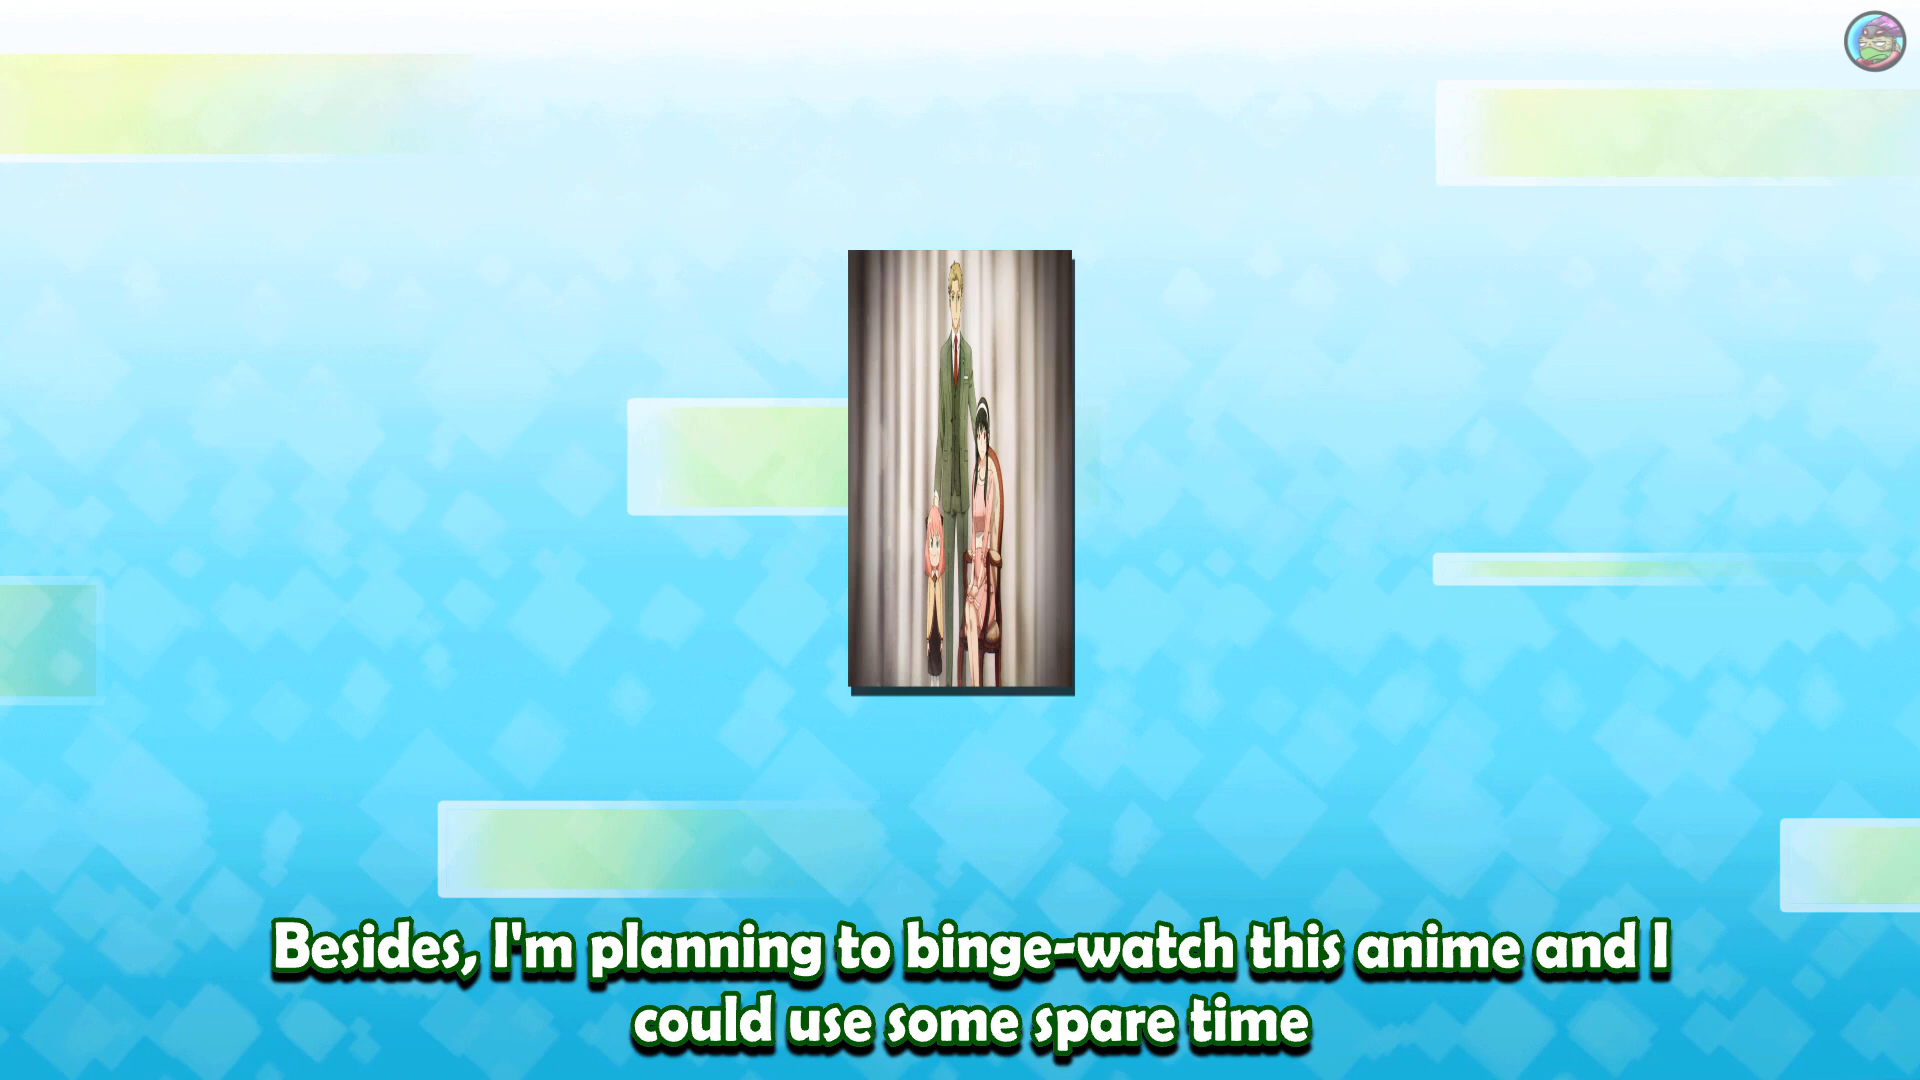 Besides, I'm planning to binge-watch this anime and I
could use some spare time